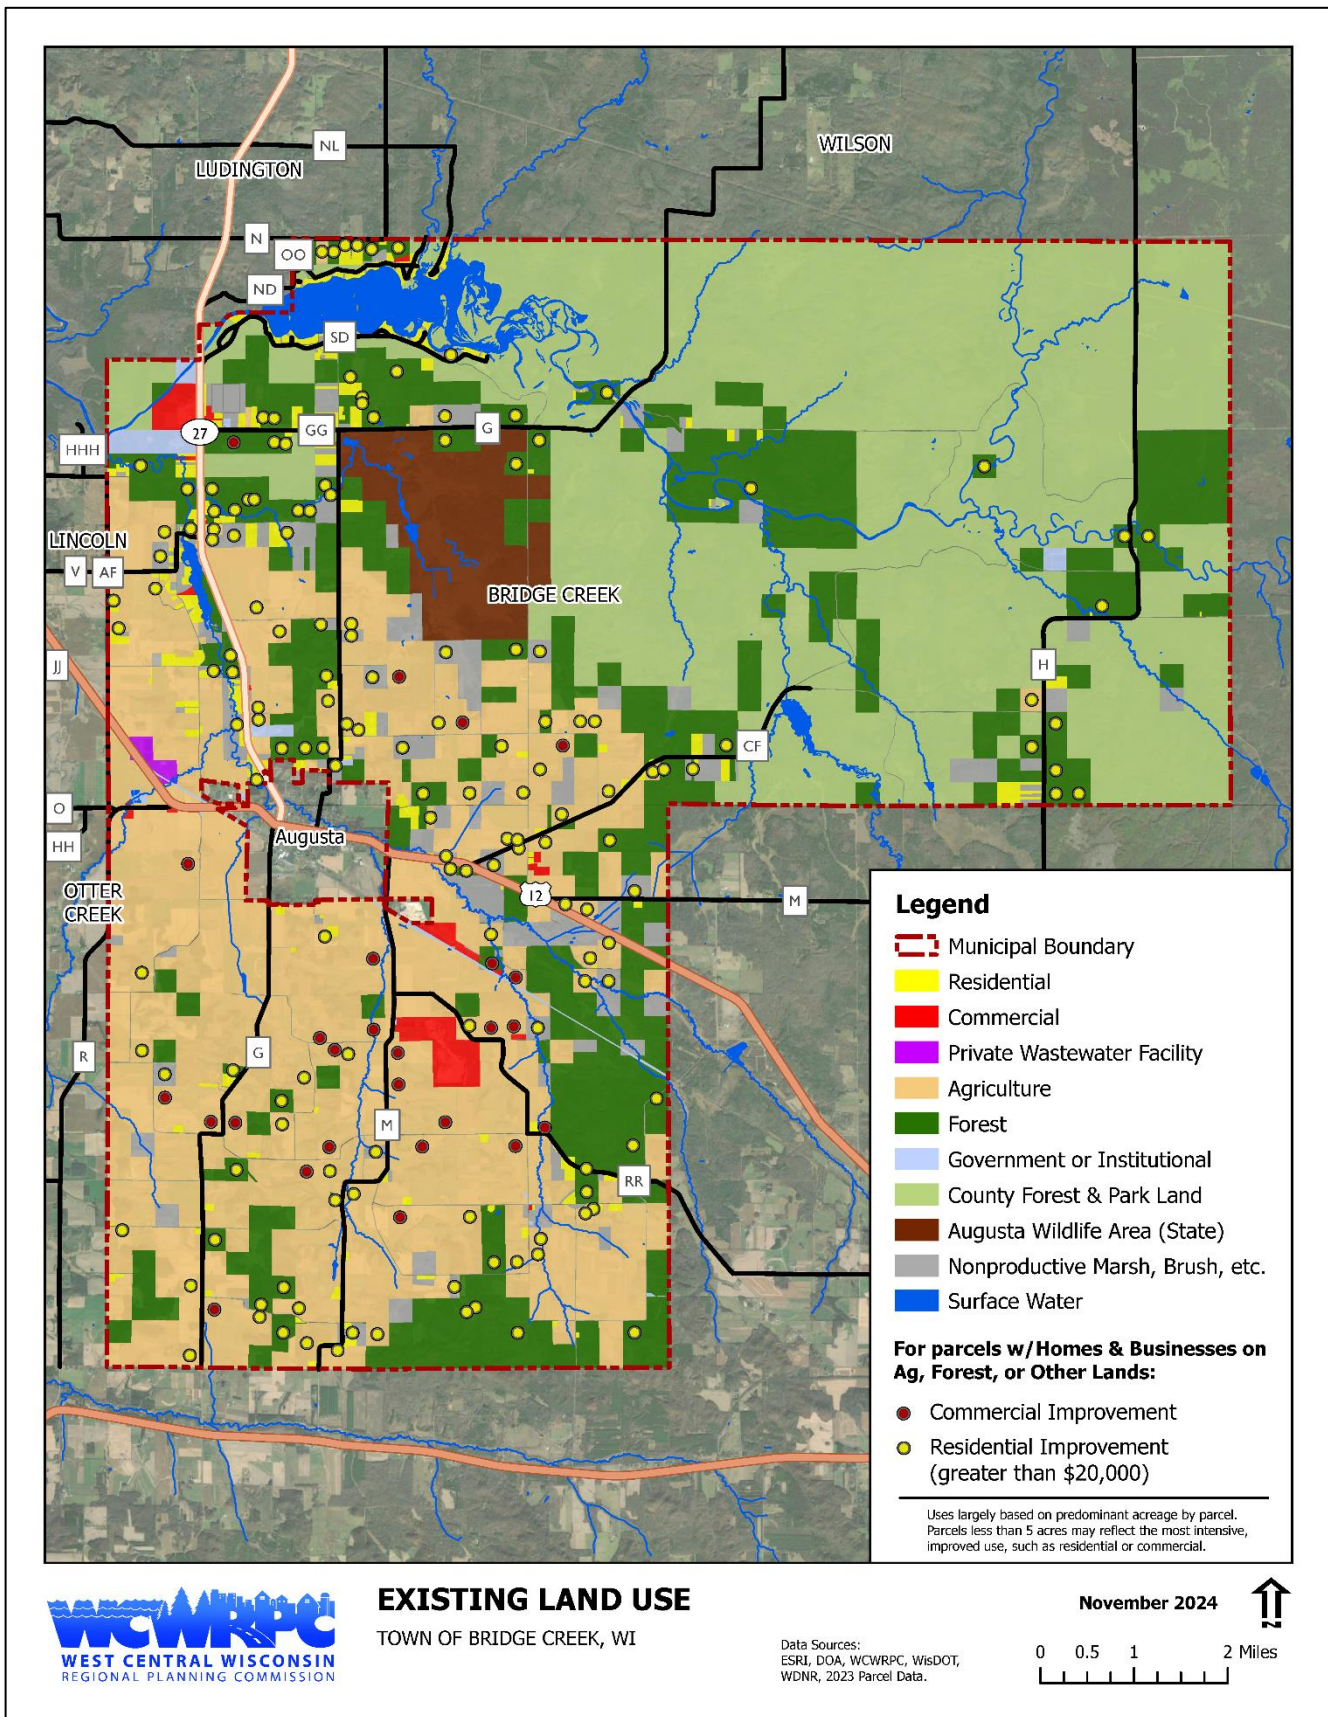 NL
LUDINGTON
WILSON
N
OO
ND
SD
27
GG
G
HHH
LINCOLN
V
AF
BRIDGE CREEK
JJ
H
CF
O
HH
Augusta
OTTER
CREEK
12
M
R
G
M
RR
Legend
Municipal Boundary
Residential
Commercial
Private Wastewater Facility
Agriculture
Forest
Government or Institutional
County Forest & Park Land
Augusta Wildlife Area (State)
Nonproductive Marsh, Brush, etc.
Surface Water
For parcels w/Homes & Businesses on
Ag, Forest, or Other Lands:
Commercial Improvement
Residential Improvement
(greater than $20,000)
Uses largely based on predominant acreage by parcel.
Parcels less than 5 acres may reflect the most intensive,
improved use, such as residential or commercial.
WCWRPC
WEST CENTRAL WISCONSIN
REGIONAL PLANNING COMMISSION
EXISTING LAND USE
TOWN OF BRIDGE CREEK, WI
Data Sources:
ESRI, DOA, WCWRPC, WisDOT,
WDNR, 2023 Parcel Data.
November 2024
N
0 0.5 1 2 Miles